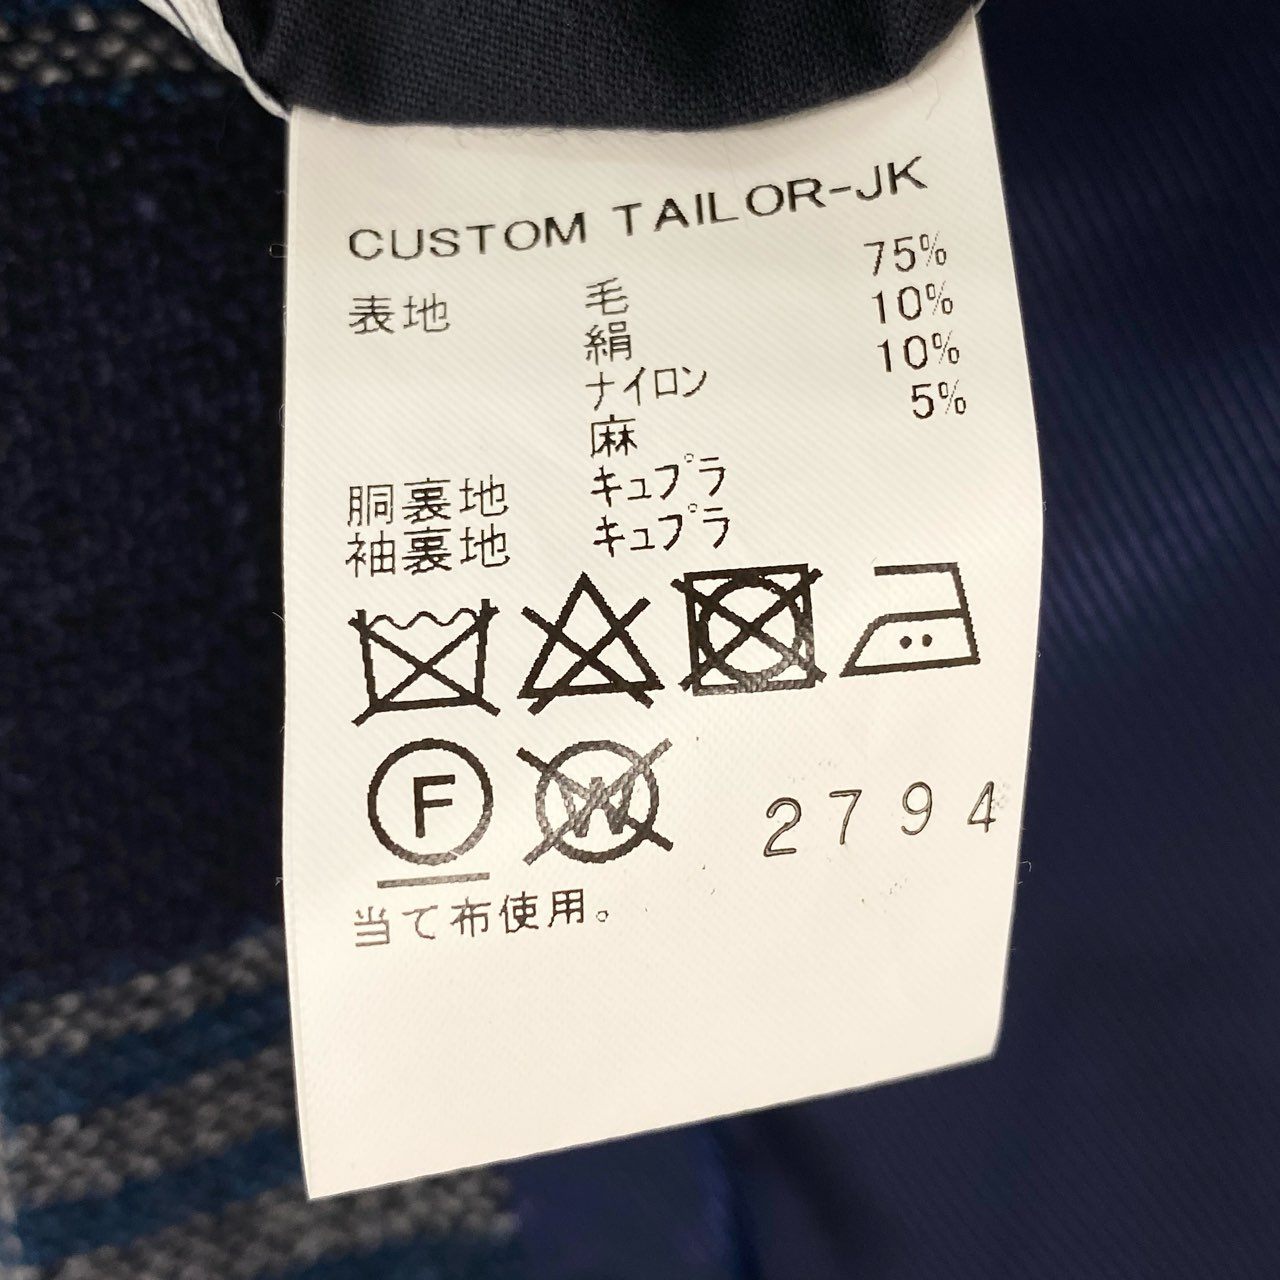 CUSTOM TAILOR-JK
表地 毛 75%
絹 10%
ナイロン 10%
麻 5%
胴裏地 キュプラ
袖裏地 キュプラ
F W 2794
当て布使用。